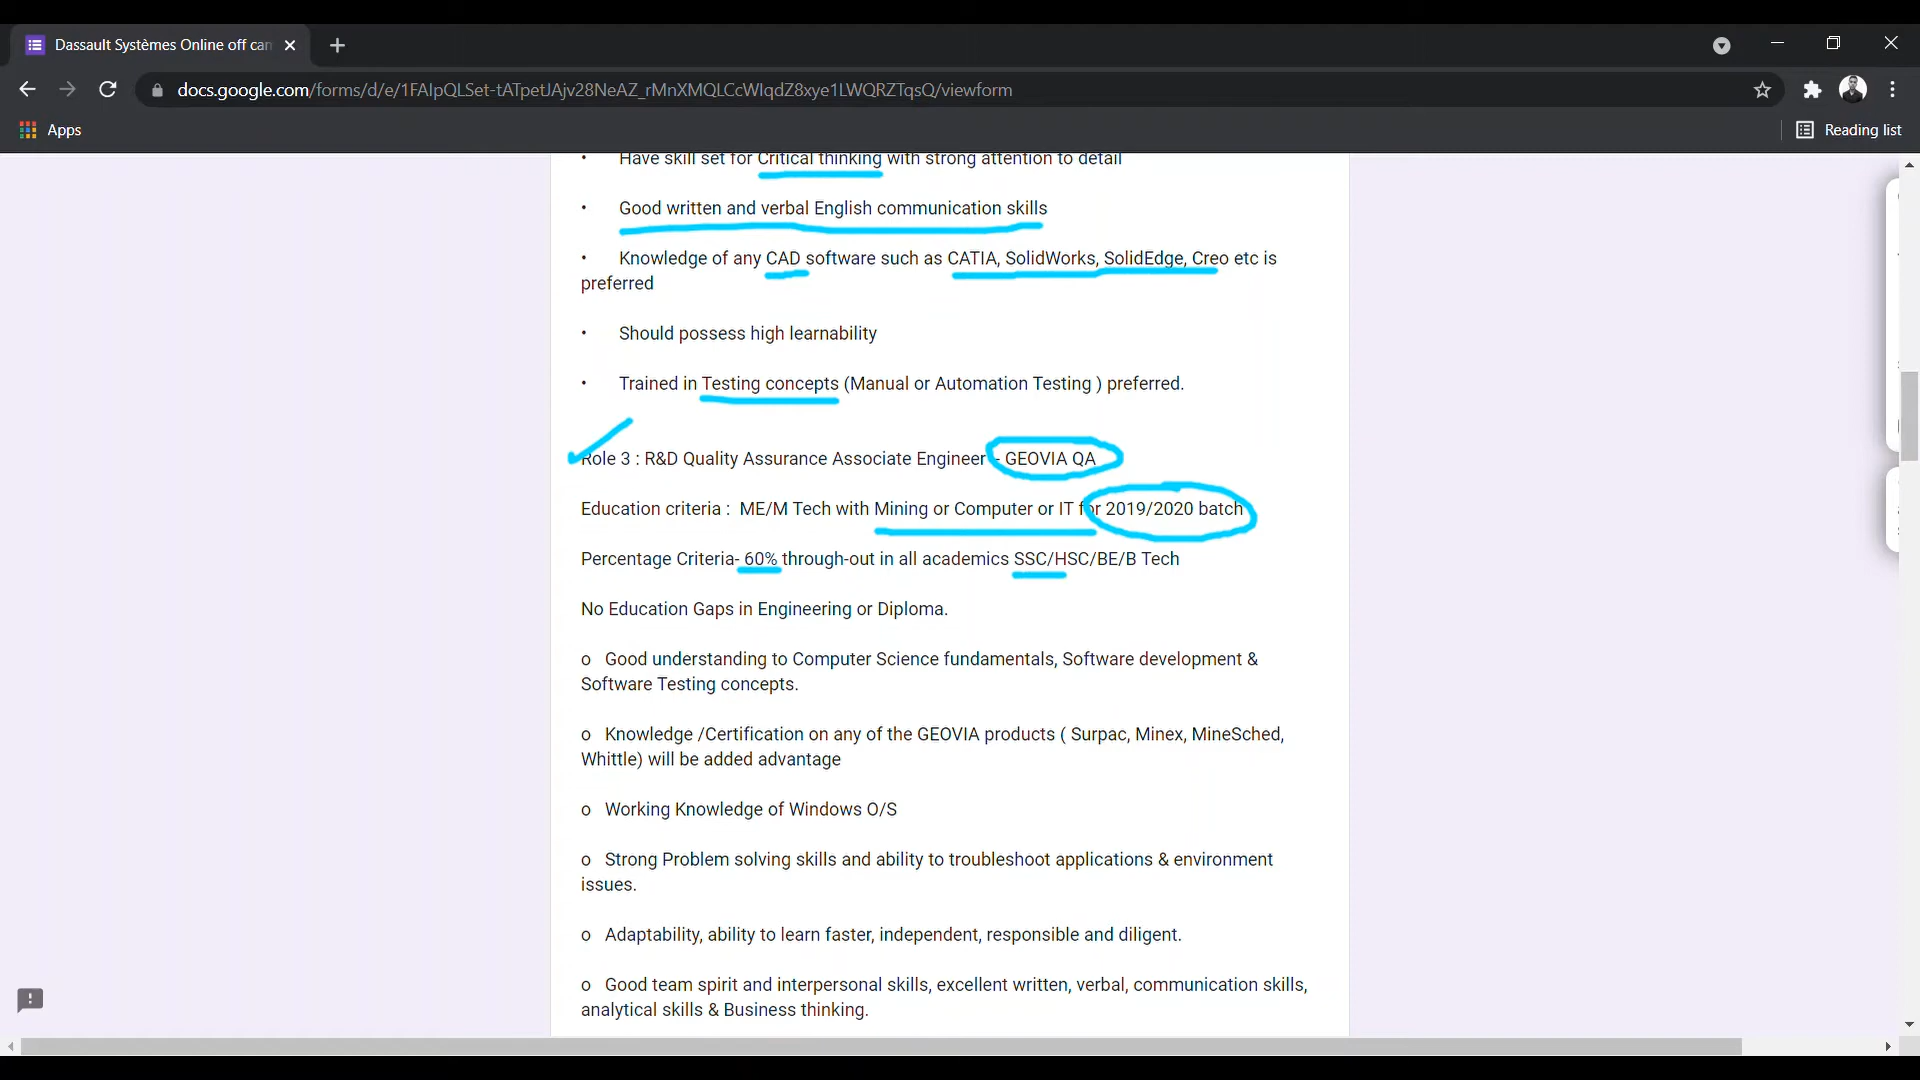 Dassault Systèmes Online off can
docs.google.com/forms/d/e/1FAIpQLSet-tATpetJAjv28NeAZ_rMnXMQLCcWIqdZ8xye1LWQRZTqsQ/viewform
Apps
Reading list
• Have skill set for Critical thinking with strong attention to detail
• Good written and verbal English communication skills
• Knowledge of any CAD software such as CATIA, SolidWorks, SolidEdge, Creo etc is
preferred
• Should possess high learnability
• Trained in Testing concepts (Manual or Automation Testing ) preferred.
Role 3 : R&D Quality Assurance Associate Engineer - GEOVIA QA
Education criteria : ME/M Tech with Mining or Computer or IT for 2019/2020 batch
Percentage Criteria- 60% through-out in all academics SSC/HSC/BE/B Tech
No Education Gaps in Engineering or Diploma.
o Good understanding to Computer Science fundamentals, Software development &
Software Testing concepts.
o Knowledge /Certification on any of the GEOVIA products ( Surpac, Minex, MineSched,
Whittle) will be added advantage
o Working Knowledge of Windows O/S
o Strong Problem solving skills and ability to troubleshoot applications & environment
issues.
o Adaptability, ability to learn faster, independent, responsible and diligent.
o Good team spirit and interpersonal skills, excellent written, verbal, communication skills,
analytical skills & Business thinking.